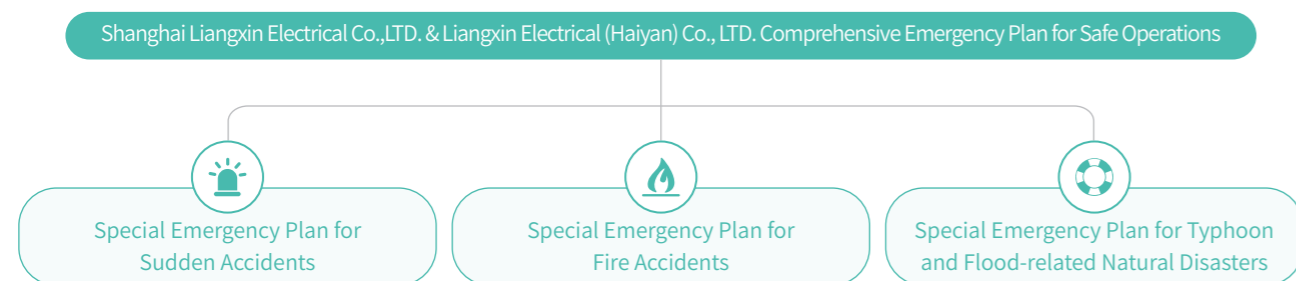 Shanghai Liangxin Electrical Co.,LTD. & Liangxin Electrical (Haiyan) Co., LTD. Comprehensive Emergency Plan for Safe Operations
Special Emergency Plan for
Sudden Accidents
Special Emergency Plan for
Fire Accidents
Special Emergency Plan for Typhoon
and Flood-related Natural Disasters